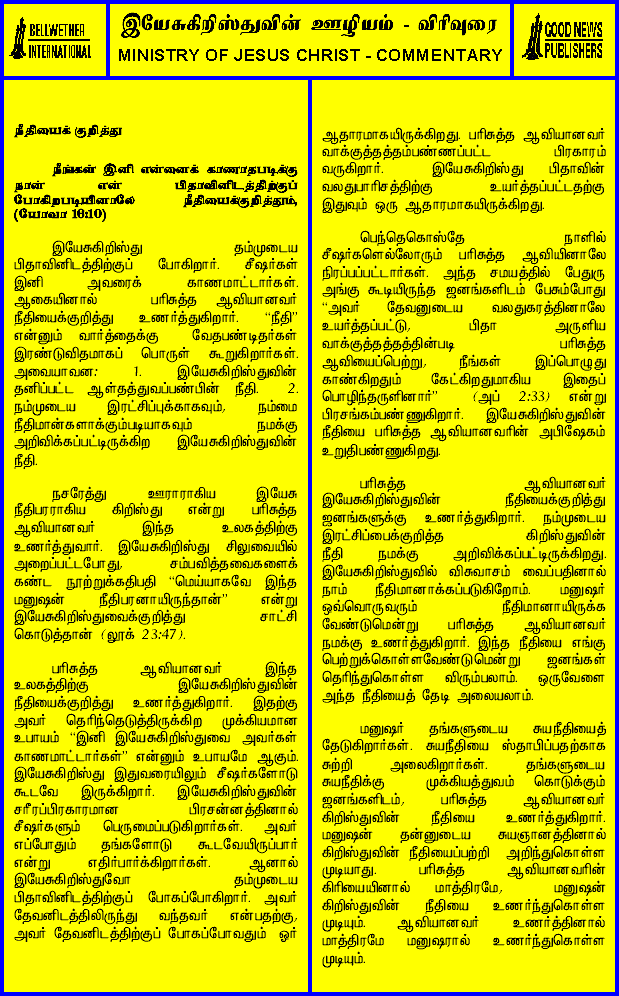 BELLWETHER
INTERNATIONAL
இயேசுகிறிஸ்துவின் ஊழியம் - விரிவுரை
MINISTRY OF JESUS CHRIST - COMMENTARY
GOOD NEWS
PUBLISHERS
நீதியைக் குறித்து
நீங்கள் இனி என்னைக் காணாதபடிக்கு
நான் என் பிதாவினிடத்திற்குப்
போகிறபடியினாலே நீதியைக்குறித்தும்,
(யோவா 16:10)
இயேசுகிறிஸ்து தம்முடைய
பிதாவினிடத்திற்குப் போகிறார். சீஷர்கள்
இனி அவரைக் காணமாட்டார்கள்.
ஆகையினால் பரிசுத்த ஆவியானவர்
நீதியைக்குறித்து உணர்த்துகிறார். “நீதி”
என்னும் வார்த்தைக்கு வேதபண்டிதர்கள்
இரண்டுவிதமாகப் பொருள் கூறுகிறார்கள்.
அவையாவன: 1. இயேசுகிறிஸ்துவின்
தனிப்பட்ட ஆள்தத்துவப்பண்பின் நீதி. 2.
நம்முடைய இரட்சிப்புக்காகவும், நம்மை
நீதிமான்களாக்கும்படியாகவும் நமக்கு
அறிவிக்கப்பட்டிருக்கிற இயேசுகிறிஸ்துவின்
நீதி.
நசரேத்து ஊராராகிய இயேசு
நீதிபரராகிய கிறிஸ்து என்று பரிசுத்த
ஆவியானவர் இந்த உலகத்திற்கு
உணர்த்துவார். இயேசுகிறிஸ்து சிலுவையில்
அறைப்பட்டபோது, சம்பவித்தவைகளைக்
கண்ட நூற்றுக்கதிபதி “மெய்யாகவே இந்த
மனுஷன் நீதிபரனாயிருந்தான்” என்று
இயேசுகிறிஸ்துவைக்குறித்து சாட்சி
கொடுத்தான் (லூக் 23:47).
பரிசுத்த ஆவியானவர் இந்த
உலகத்திற்கு இயேசுகிறிஸ்துவின்
நீதியைக்குறித்து உணர்த்துகிறார். இதற்கு
அவர் தெரிந்தெடுத்திருக்கிற முக்கியமான
உபாயம் “இனி இயேசுகிறிஸ்துவை அவர்கள்
காணமாட்டார்கள்” என்னும் உபாயமே ஆகும்.
இயேசுகிறிஸ்து இதுவரையிலும் சீஷர்களோடு
கூடவே இருக்கிறார். இயேசுகிறிஸ்துவின்
சரீரப்பிரகாரமான பிரசன்னத்தினால்
சீஷர்களும் பெருமைப்படுகிறார்கள். அவர்
எப்போதும் தங்களோடு கூடவேயிருப்பார்
என்று எதிர்பார்க்கிறார்கள். ஆனால்
இயேசுகிறிஸ்துவோ தம்முடைய
பிதாவினிடத்திற்குப் போகப்போகிறார். அவர்
தேவனிடத்திலிருந்து வந்தவர் என்பதற்கு,
அவர் தேவனிடத்திற்குப் போகப்போவதும் ஓர்
ஆதாரமாகயிருக்கிறது. பரிசுத்த ஆவியானவர்
வாக்குத்தத்தம்பண்ணப்பட்ட பிரகாரம்
வருகிறார். இயேசுகிறிஸ்து பிதாவின்
வலதுபாரிசத்திற்கு உயர்த்தப்பட்டதற்கு
இதுவும் ஒரு ஆதாரமாகயிருக்கிறது.
பெந்தெகொஸ்தே நாளில்
சீஷர்களெல்லோரும் பரிசுத்த ஆவியினாலே
நிரப்பப்பட்டார்கள். அந்த சமயத்தில் பேதுரு
அங்கு கூடியிருந்த ஜனங்களிடம் பேசும்போது
“அவர் தேவனுடைய வலதுகரத்தினாலே
உயர்த்தப்பட்டு, பிதா அருளிய
வாக்குத்தத்தத்தின்படி பரிசுத்த
ஆவியைப்பெற்று, நீங்கள் இப்பொழுது
காண்கிறதும் கேட்கிறதுமாகிய இதைப்
பொழிந்தருளினார்” (அப் 2:33) என்று
பிரசங்கம்பண்ணுகிறார். இயேசுகிறிஸ்துவின்
நீதியை பரிசுத்த ஆவியானவரின் அபிஷேகம்
உறுதிபண்ணுகிறது.
பரிசுத்த ஆவியானவர்
இயேசுகிறிஸ்துவின் நீதியைக்குறித்து
ஜனங்களுக்கு உணர்த்துகிறார். நம்முடைய
இரட்சிப்பைக்குறித்த கிறிஸ்துவின்
நீதி நமக்கு அறிவிக்கப்பட்டிருக்கிறது.
இயேசுகிறிஸ்துவில் விசுவாசம் வைப்பதினால்
நாம் நீதிமானாக்கப்படுகிறோம். மனுஷர்
ஒவ்வொருவரும் நீதிமானாயிருக்க
வேண்டுமென்று பரிசுத்த ஆவியானவர்
நமக்கு உணர்த்துகிறார். இந்த நீதியை எங்கு
பெற்றுக்கொள்ளவேண்டுமென்று ஜனங்கள்
தெரிந்துகொள்ள விரும்பலாம். ஒருவேளை
அந்த நீதியைத் தேடி அலையலாம்.
மனுஷர் தங்களுடைய சுயநீதியைத்
தேடுகிறார்கள். சுயநீதியை ஸ்தாபிப்பதற்காக
சுற்றி அலைகிறார்கள். தங்களுடைய
சுயநீதிக்கு முக்கியத்துவம் கொடுக்கும்
ஜனங்களிடம், பரிசுத்த ஆவியானவர்
கிறிஸ்துவின் நீதியை உணர்த்துகிறார்.
மனுஷன் தன்னுடைய சுயஞானத்தினால்
கிறிஸ்துவின் நீதியைப்பற்றி அறிந்துகொள்ள
முடியாது. பரிசுத்த ஆவியானவரின்
கிரியையினால் மாத்திரமே, மனுஷன்
கிறிஸ்துவின் நீதியை உணர்ந்துகொள்ள
முடியும். ஆவியானவர் உணர்த்தினால்
மாத்திரமே மனுஷரால் உணர்ந்துகொள்ள
முடியும்.